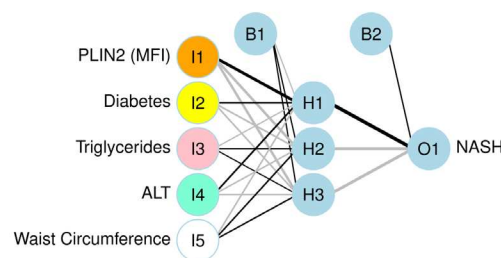 B1 B2
PLIN2 (MFI) I1
Diabetes I2 H1
Triglycerides I3 H2 O1 NASH
ALT I4 H3
Waist Circumference I5